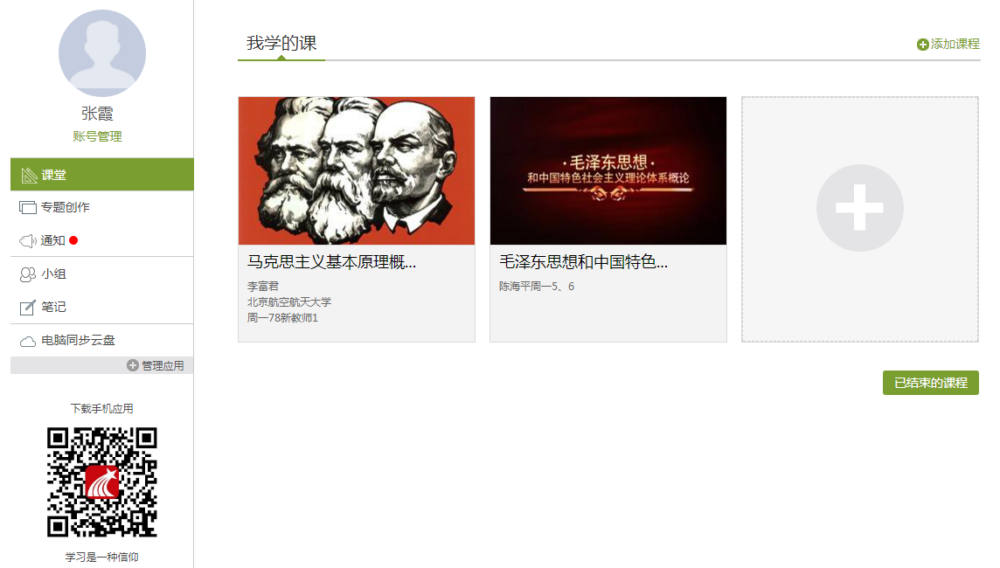 张霞
账号管理
课堂
专题创作
通知
小组
笔记
电脑同步云盘
管理应用
下载手机应用
学习是一种信仰
我学的课
添加课程
·毛泽东思想·
和中国特色社会主义理论体系概论
马克思主义基本原理概...
李富君
北京航空航天大学
周一78新教师1
毛泽东思想和中国特色...
陈海平周一5、6
已结束的课程